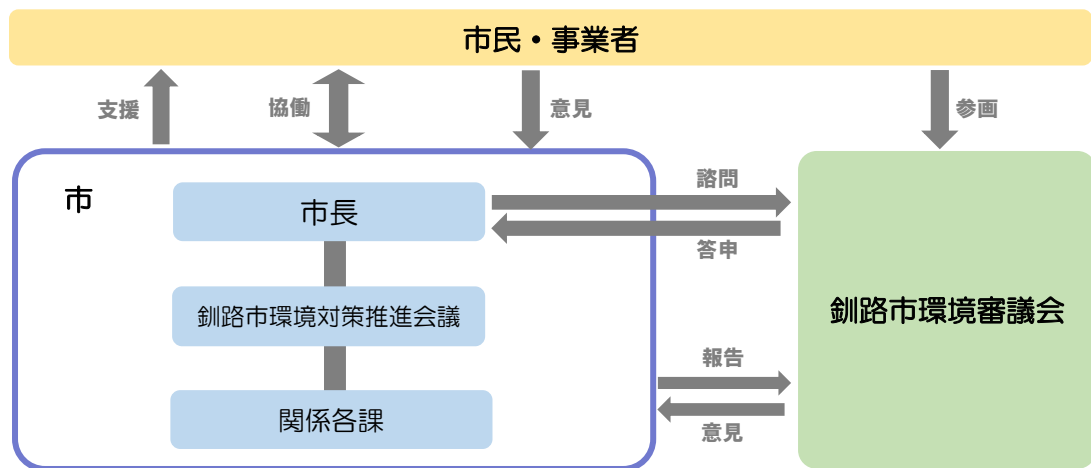 市民・事業者
支援
協働
意見
参画
市
市長
諮問
答申
釧路市環境対策推進会議
釧路市環境審議会
報告
意見
関係各課